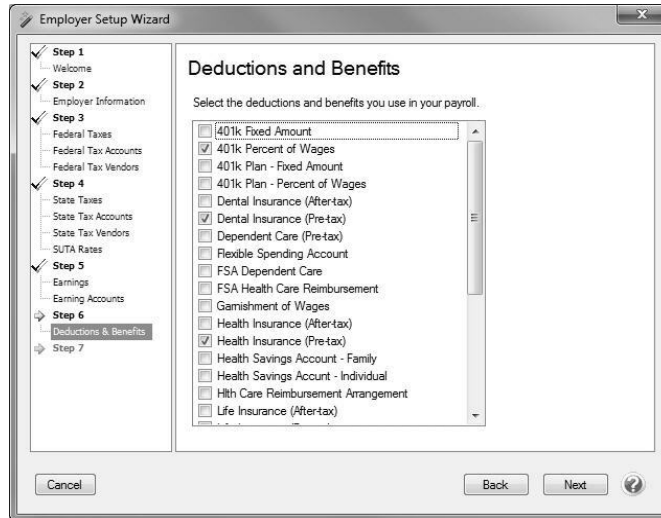 Employer Setup Wizard
Step 1
Welcome
Step 2
Employer Information
Step 3
Federal Taxes
Federal Tax Accounts
Federal Tax Vendors
Step 4
State Taxes
State Tax Accounts
State Tax Vendors
SUTA Rates
Step 5
Earnings
Earning Accounts
Step 6
Deductions & Benefits
Step 7
Deductions and Benefits
Select the deductions and benefits you use in your payroll.
401k Fixed Amount
401k Percent of Wages
401k Plan - Fixed Amount
401k Plan - Percent of Wages
Dental Insurance (After-tax)
Dental Insurance (Pre-tax)
Dependent Care (Pre-tax)
Flexible Spending Account
FSA Dependent Care
FSA Health Care Reimbursement
Garnishment of Wages
Health Insurance (After-tax)
Health Insurance (Pre-tax)
Health Savings Account - Family
Health Savings Accunt - Individual
Hlth Care Reimbursement Arrangement
Life Insurance (After-tax)
Cancel
Back
Next
?